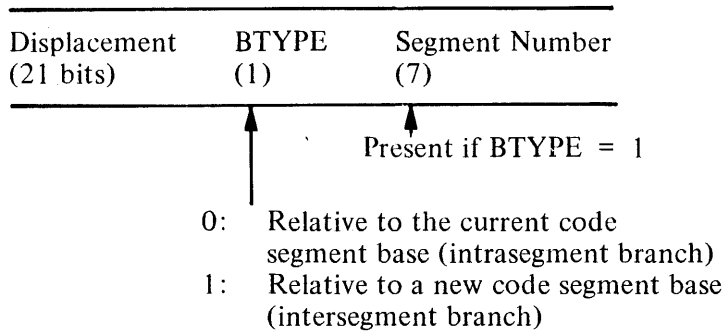 Displacement BTYPE Segment Number
(21 bits) (1) (7)
Present if BTYPE = 1
0: Relative to the current code
segment base (intrasegment branch)
1: Relative to a new code segment base
(intersegment branch)